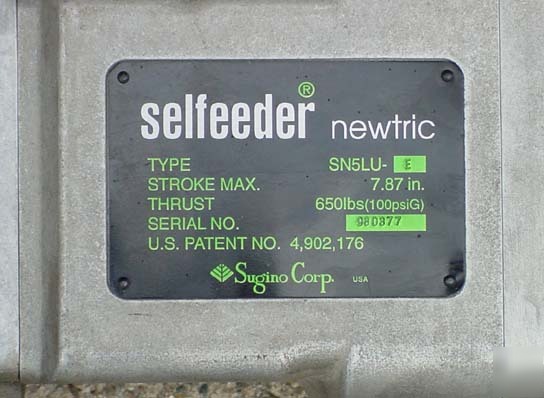 selfeeder® newtric
TYPE SN5LU- E
STROKE MAX. 7.87 in.
THRUST 650lbs(100psiG)
SERIAL NO. 980877
U.S. PATENT NO. 4,902,176
Sugino Corp. USA